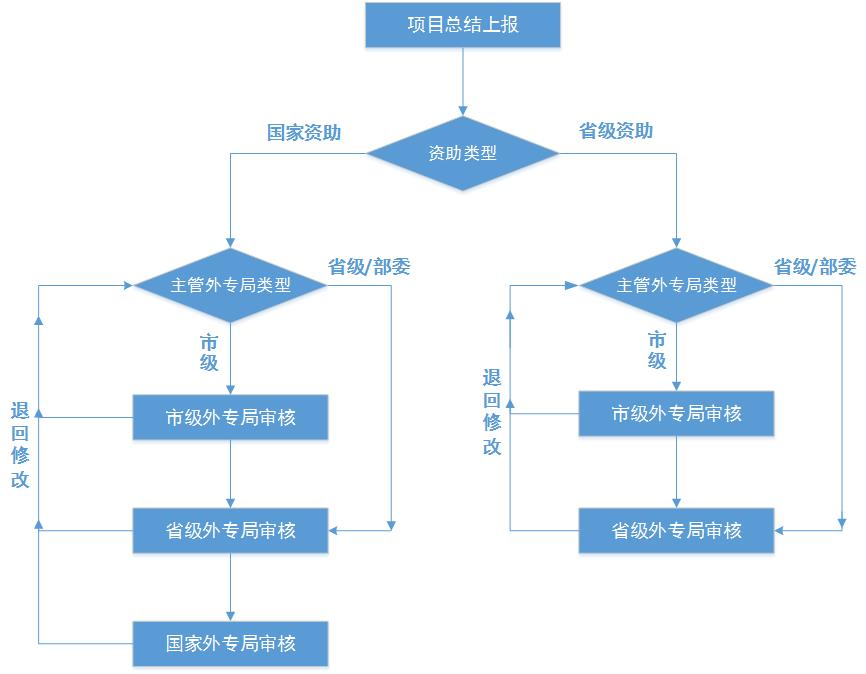 项目总结上报
国家资助
省级资助
资助类型
主管外专局类型
省级/部委
主管外专局类型
省级/部委
市级
市级
退回修改
退回修改
市级外专局审核
市级外专局审核
省级外专局审核
省级外专局审核
国家外专局审核